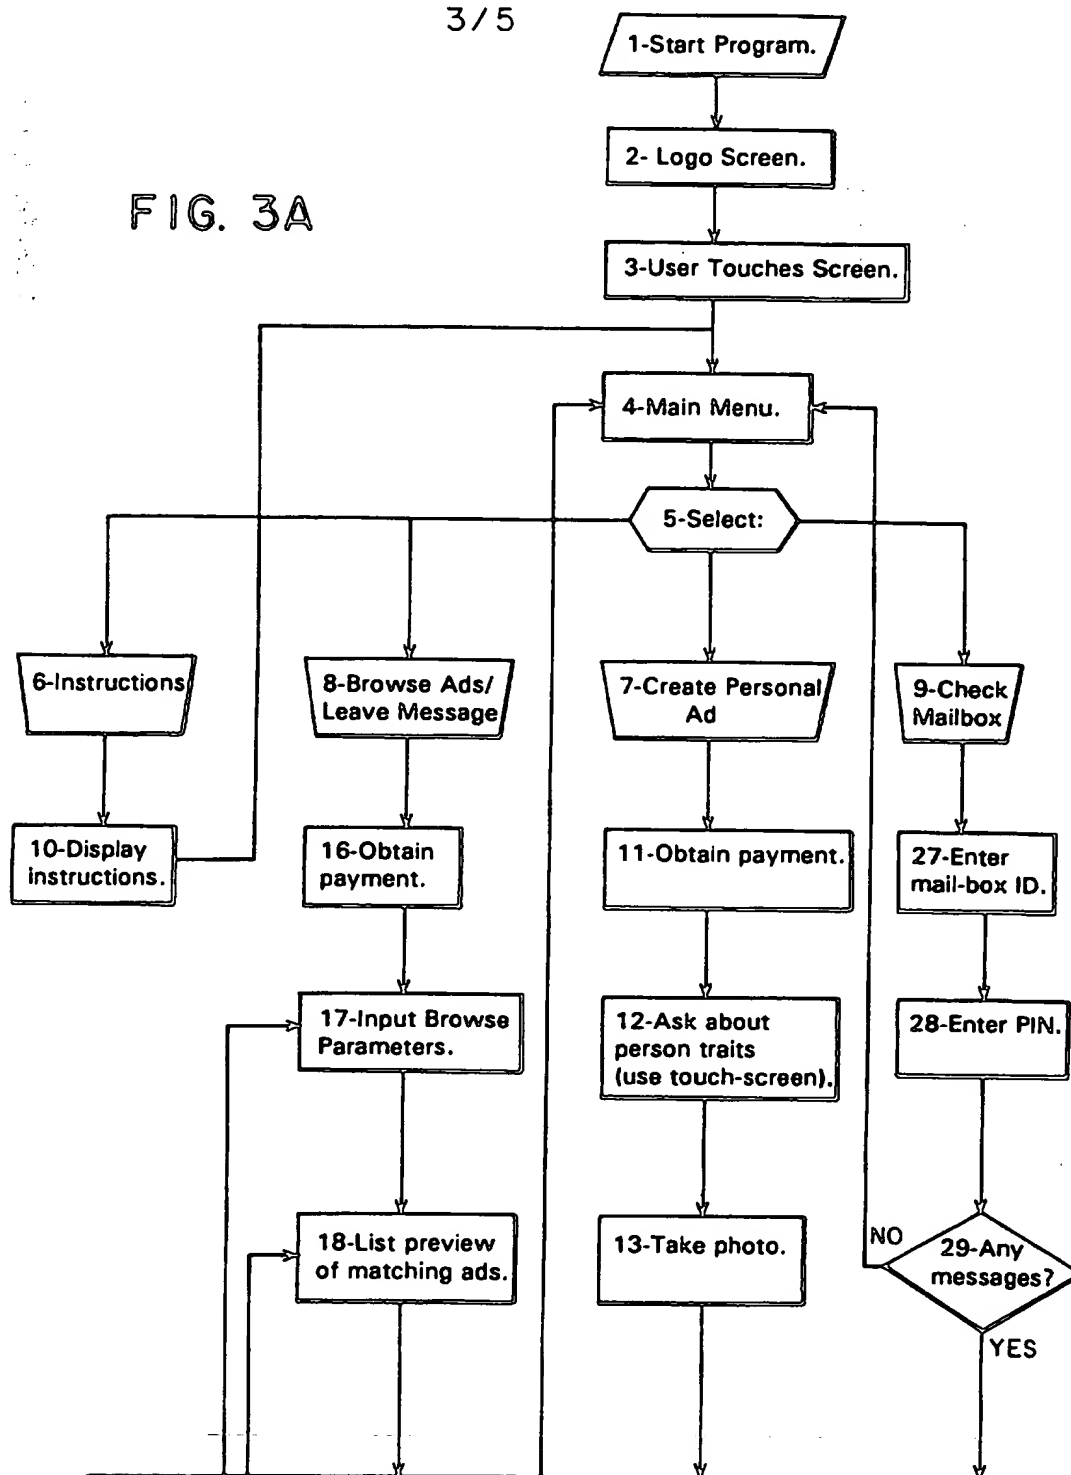 3/5
FIG. 3A
1-Start Program.
2- Logo Screen.
3-User Touches Screen.
4-Main Menu.
5-Select:
6-Instructions
8-Browse Ads/
Leave Message
7-Create Personal
Ad
9-Check
Mailbox
10-Display
instructions.
16-Obtain
payment.
11-Obtain payment.
27-Enter
mail-box ID.
17-Input Browse
Parameters.
12-Ask about
person traits
(use touch-screen).
28-Enter PIN.
18-List preview
of matching ads.
13-Take photo.
NO
29-Any
messages?
YES